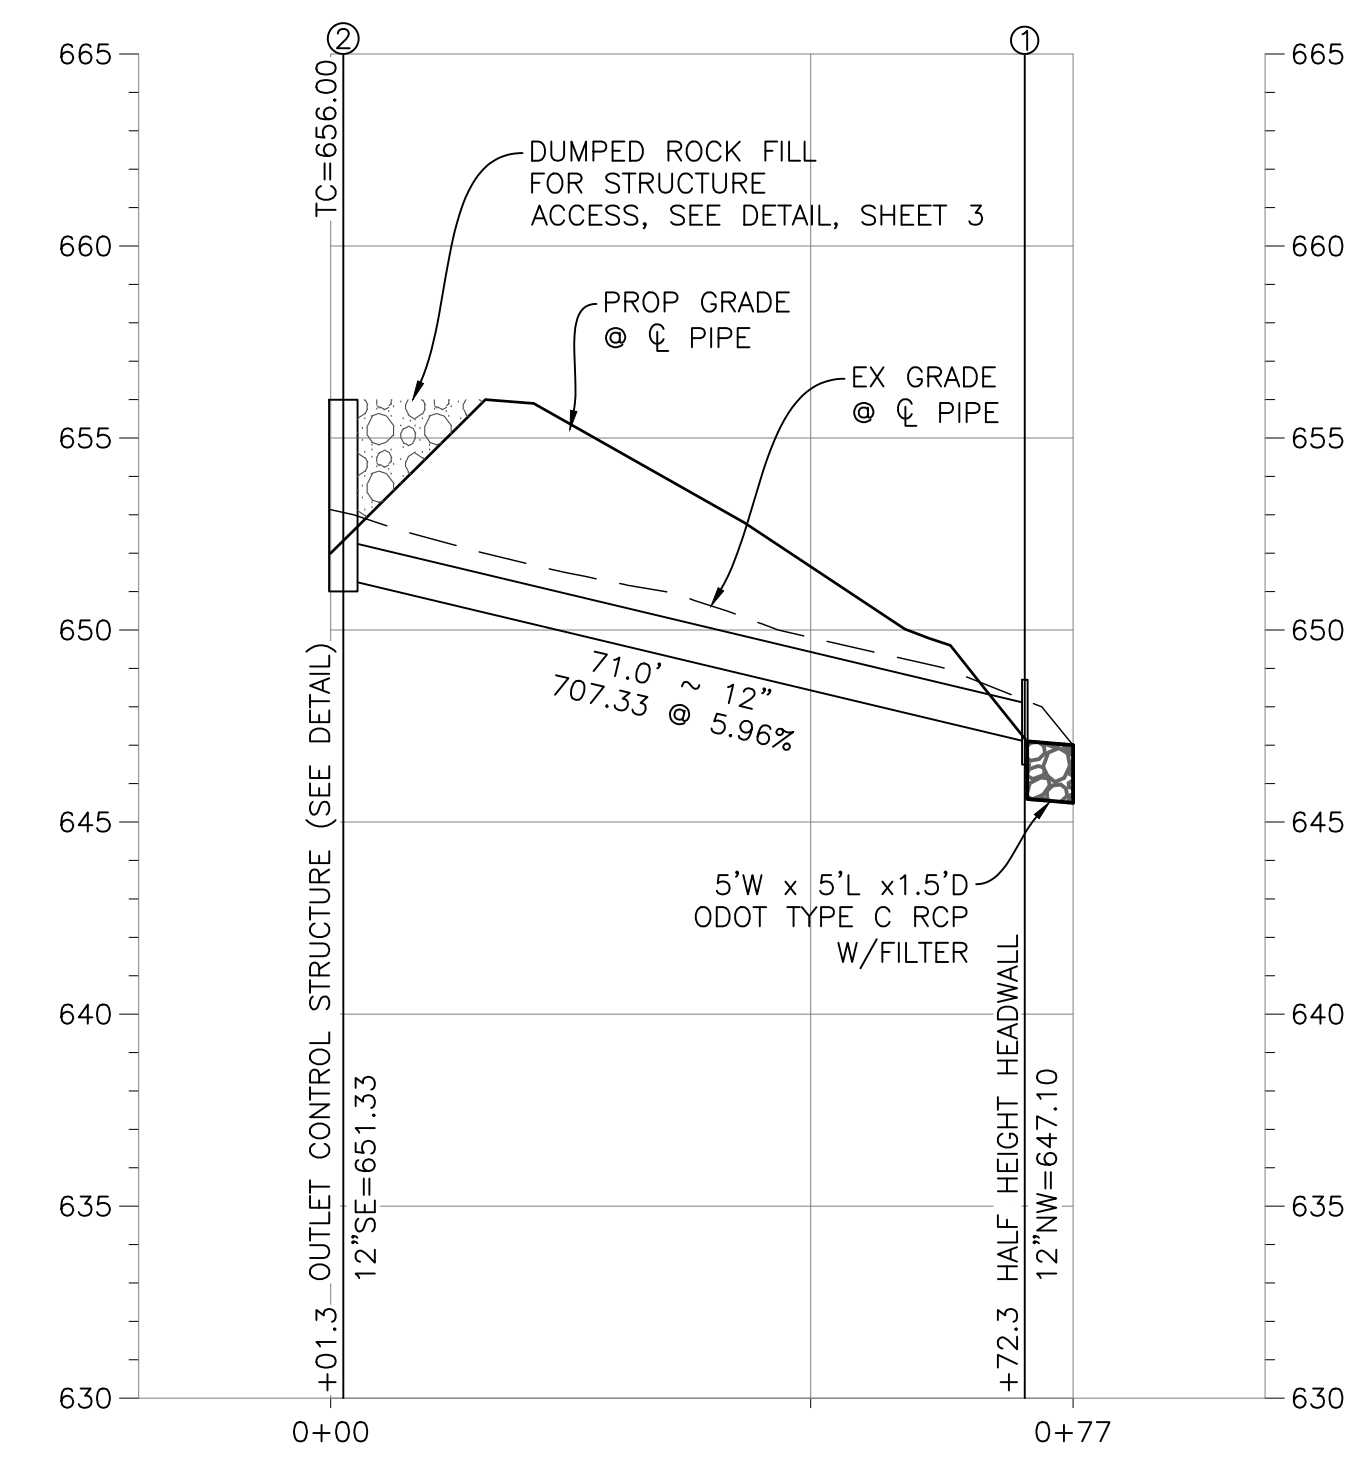 2
1
665
665
TC=656.00
DUMPED ROCK FILL
FOR STRUCTURE
ACCESS, SEE DETAIL, SHEET 3
660
660
PROP GRADE
@ ℄ PIPE
EX GRADE
@ ℄ PIPE
655
655
650
650
71.0' ~ 12"
707.33 @ 5.96%
645
645
5'W x 5'L x1.5'D
ODOT TYPE C RCP
W/FILTER
640
640
+01.3 OUTLET CONTROL STRUCTURE (SEE DETAIL)
12"SE=651.33
+72.3 HALF HEIGHT HEADWALL
12"NW=647.10
635
635
630
630
0+00
0+77